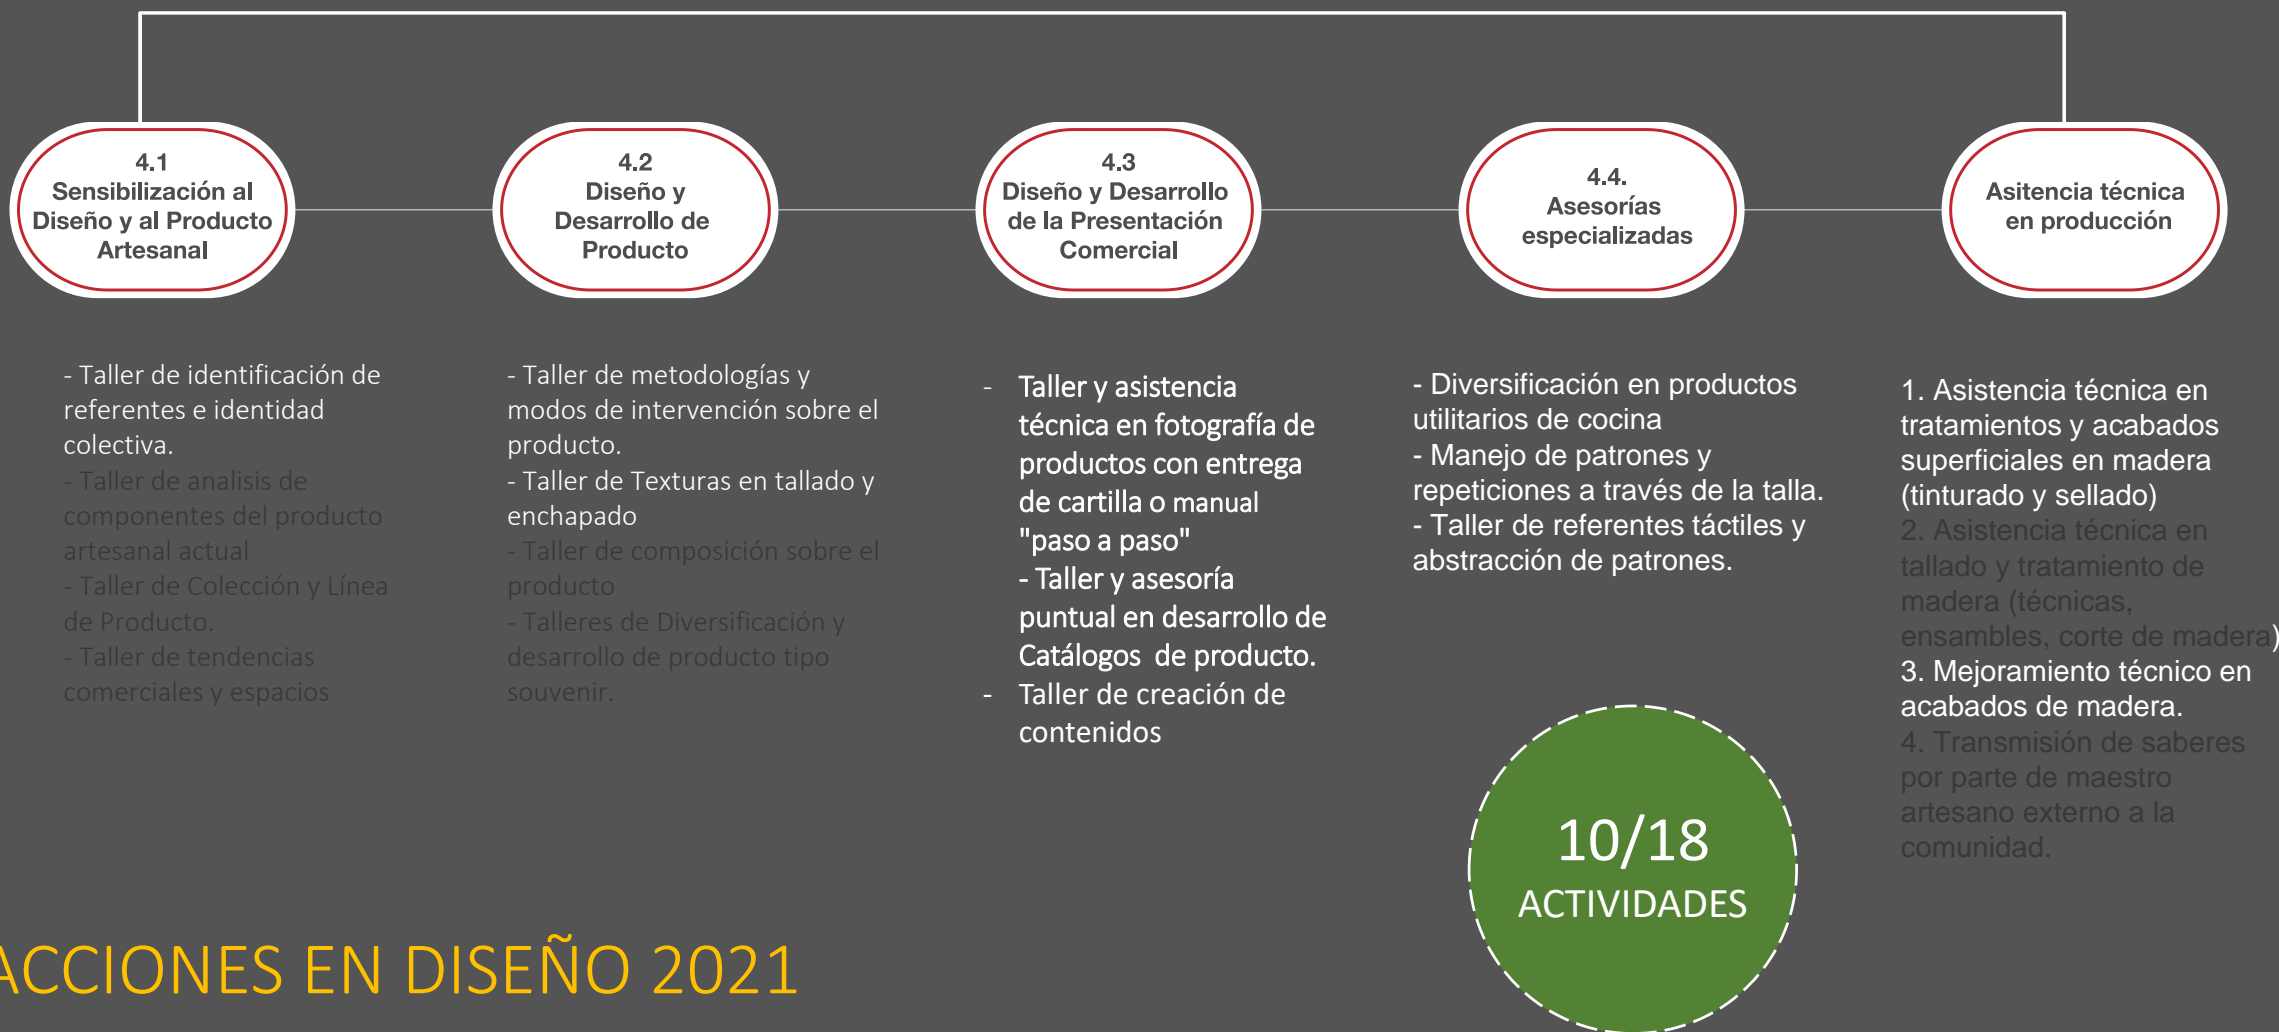 4.1
Sensibilización al
Diseño y al Producto
Artesanal
4.2
Diseño y
Desarrollo de
Producto
4.3
Diseño y Desarrollo
de la Presentación
Comercial
4.4.
Asesorías
especializadas
Asitencia técnica
en producción
- Taller de identificación de
referentes e identidad
colectiva.
- Taller de analisis de
componentes del producto
artesanal actual
- Taller de Colección y Línea
de Producto.
- Taller de tendencias
comerciales y espacios
- Taller de metodologías y
modos de intervención sobre el
producto.
- Taller de Texturas en tallado y
enchapado
- Taller de composición sobre el
producto
- Talleres de Diversificación y
desarrollo de producto tipo
souvenir.
- Taller y asistencia
técnica en fotografía de
productos con entrega
de cartilla o manual
"paso a paso"
- Taller y asesoría
puntual en desarrollo de
Catálogos de producto.
- Taller de creación de
contenidos
- Diversificación en productos
utilitarios de cocina
- Manejo de patrones y
repeticiones a través de la talla.
- Taller de referentes táctiles y
abstracción de patrones.
1. Asistencia técnica en
tratamientos y acabados
superficiales en madera
(tinturado y sellado)
2. Asistencia técnica en
tallado y tratamiento de
madera (técnicas,
ensambles, corte de madera)
3. Mejoramiento técnico en
acabados de madera.
4. Transmisión de saberes
por parte de maestro
artesano externo a la
comunidad.
10/18
ACTIVIDADES
ACCIONES EN DISEÑO 2021